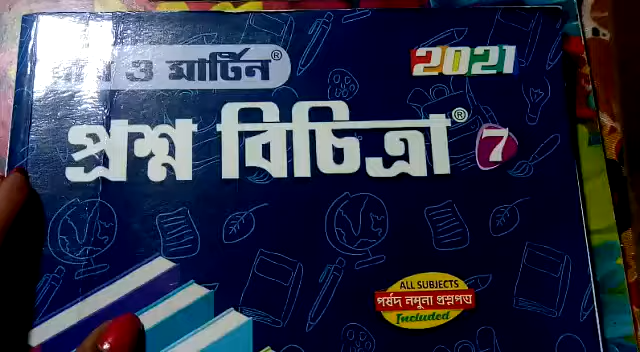 ও মার্টিন®
2021
প্রশ্ন বিচিত্রা® 7
ALL SUBJECTS
পর্ষদ নমুনা প্রশ্নপত্র
Included